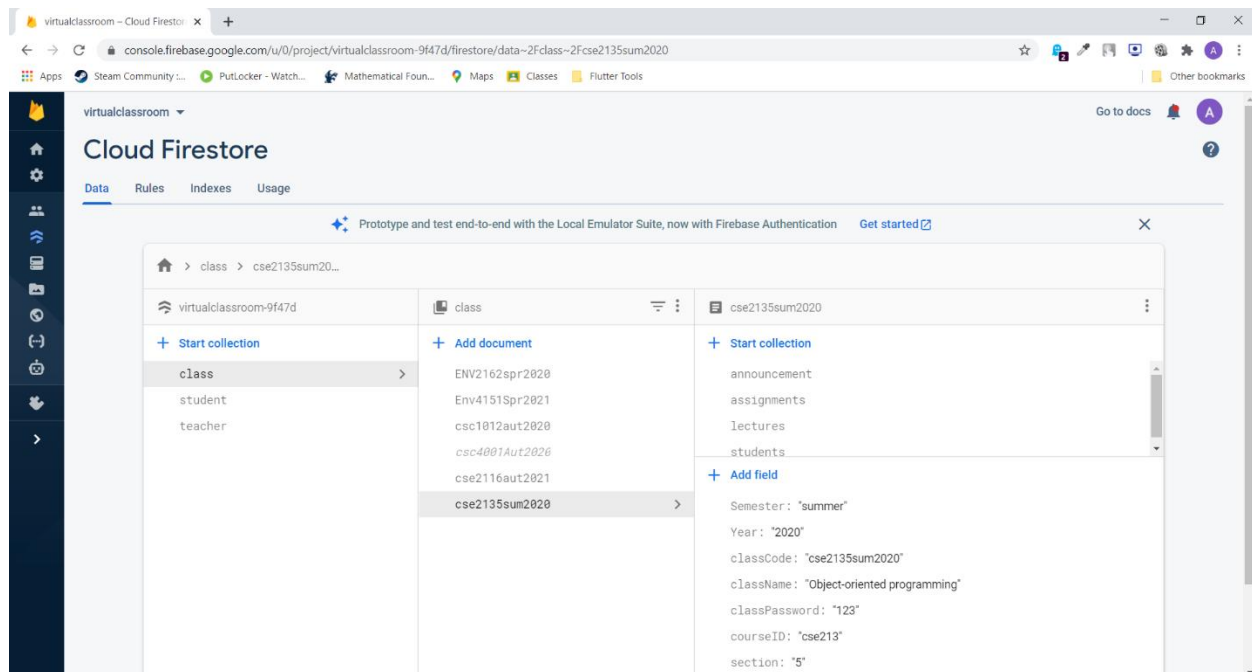 virtualclassroom – Cloud Firestor
console.firebase.google.com/u/0/project/virtualclassroom-9f47d/firestore/data~2Fclass~2Fcse2135sum2020
2
A
Apps Steam Community :... PutLocker - Watch... Mathematical Foun... Maps Classes Flutter Tools Other bookmarks
virtualclassroom Go to docs A
Cloud Firestore
Data Rules Indexes Usage
Prototype and test end-to-end with the Local Emulator Suite, now with Firebase Authentication Get started
class > cse2135sum20...
virtualclassroom-9f47d class cse2135sum2020
+ Start collection + Add document + Start collection
class
student
teacher
ENV2162spr2020
Env4151Spr2021
csc1012aut2020
csc4001Aut2026
cse2116aut2021
cse2135sum2020
announcement
assignments
lectures
students
+ Add field
Semester: "summer"
Year: "2020"
classCode: "cse2135sum2020"
className: "Object-oriented programming"
classPassword: "123"
courseID: "cse213"
section: "5"